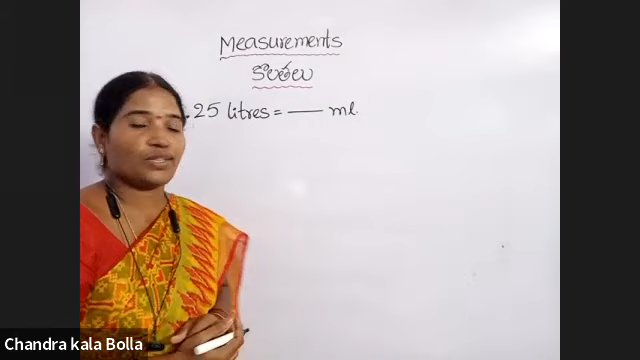 Measurements
కొలతలు
.25 litres = —— ml.
Chandra kala Bolla